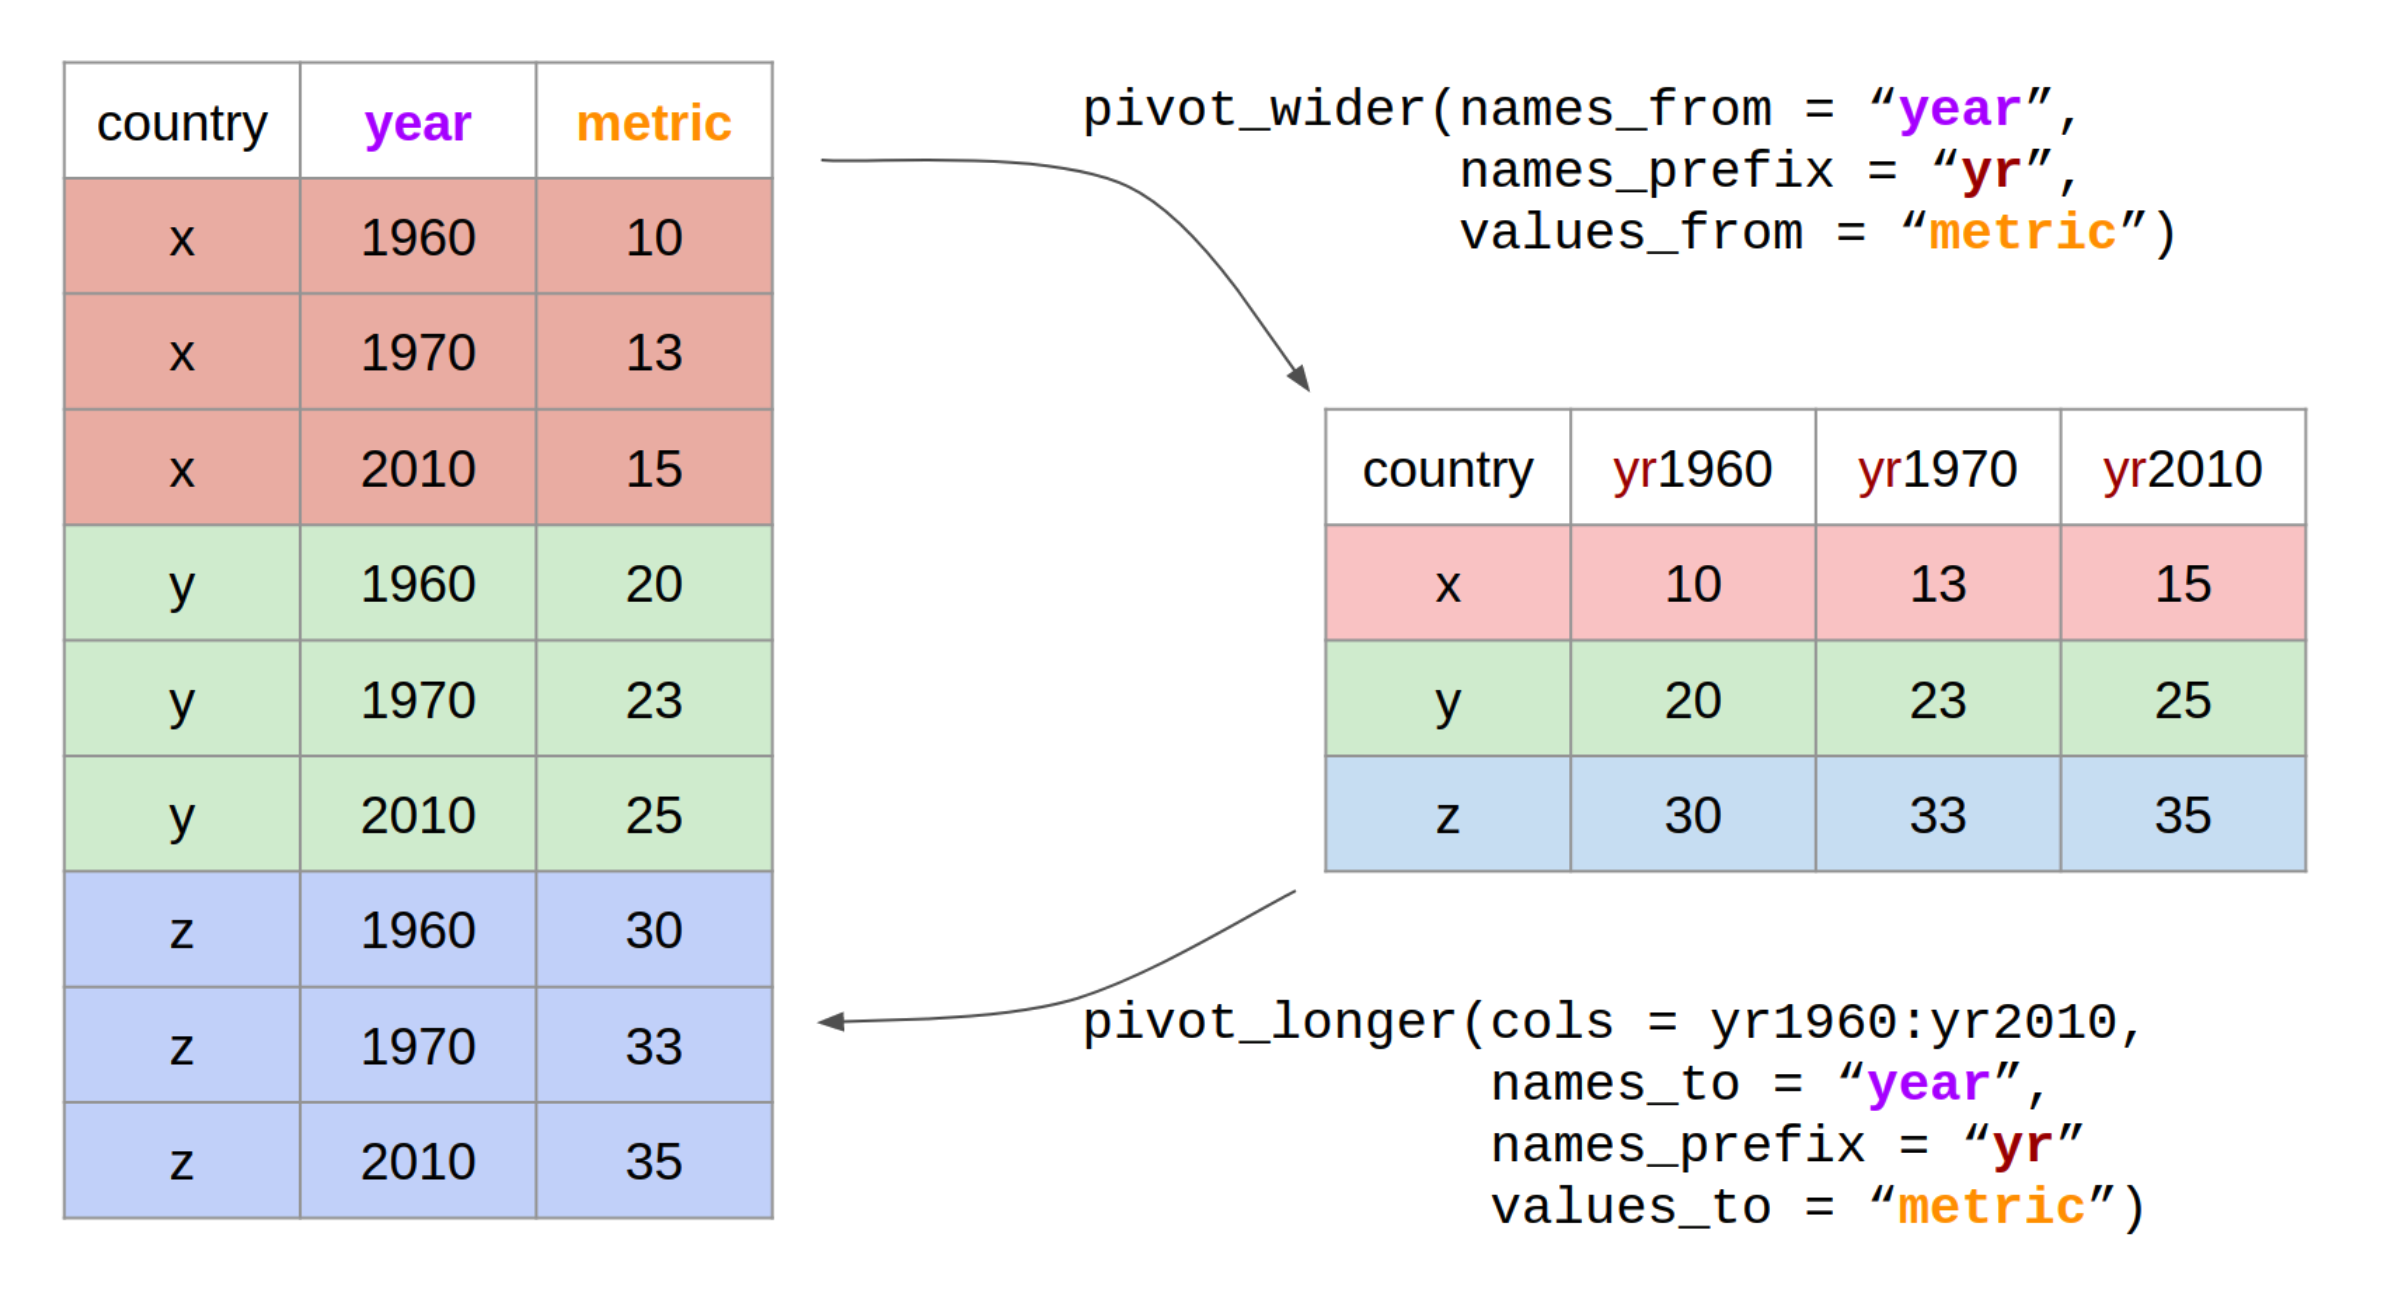 country year metric
x 1960 10
x 1970 13
x 2010 15
y 1960 20
y 1970 23
y 2010 25
z 1960 30
z 1970 33
z 2010 35
pivot_wider(names_from = “year”,
names_prefix = “yr”,
values_from = “metric”)
country yr1960 yr1970 yr2010
x 10 13 15
y 20 23 25
z 30 33 35
pivot_longer(cols = yr1960:yr2010,
names_to = “year”,
names_prefix = “yr”
values_to = “metric”)